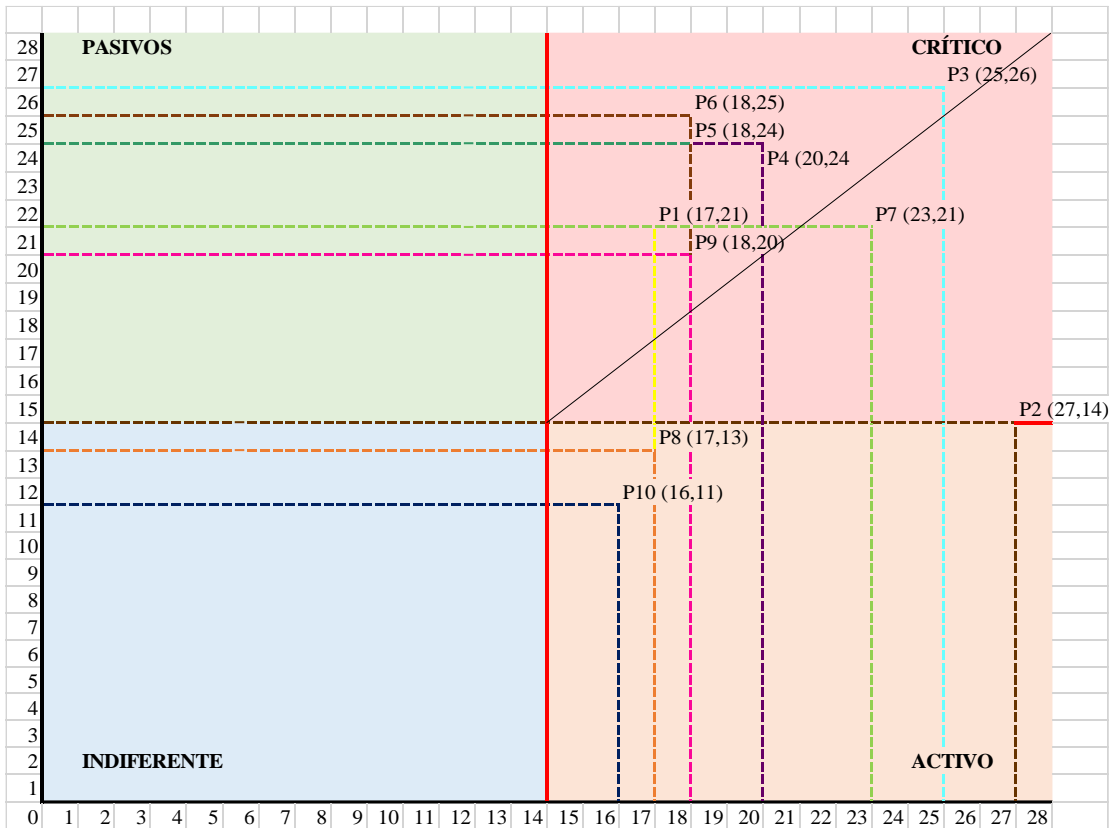 28 PASIVOS CRÍTICO
27 P3 (25,26)
26 P6 (18,25)
25 P5 (18,24)
24 P4 (20,24
23
22 P1 (17,21) P7 (23,21)
21 P9 (18,20)
20
19
18
17
16
15 P2 (27,14)
14 P8 (17,13)
13
12 P10 (16,11)
11
10
9
8
7
6
5
4
3
2 INDIFERENTE ACTIVO
1
0 1 2 3 4 5 6 7 8 9 10 11 12 13 14 15 16 17 18 19 20 21 22 23 24 25 26 27 28